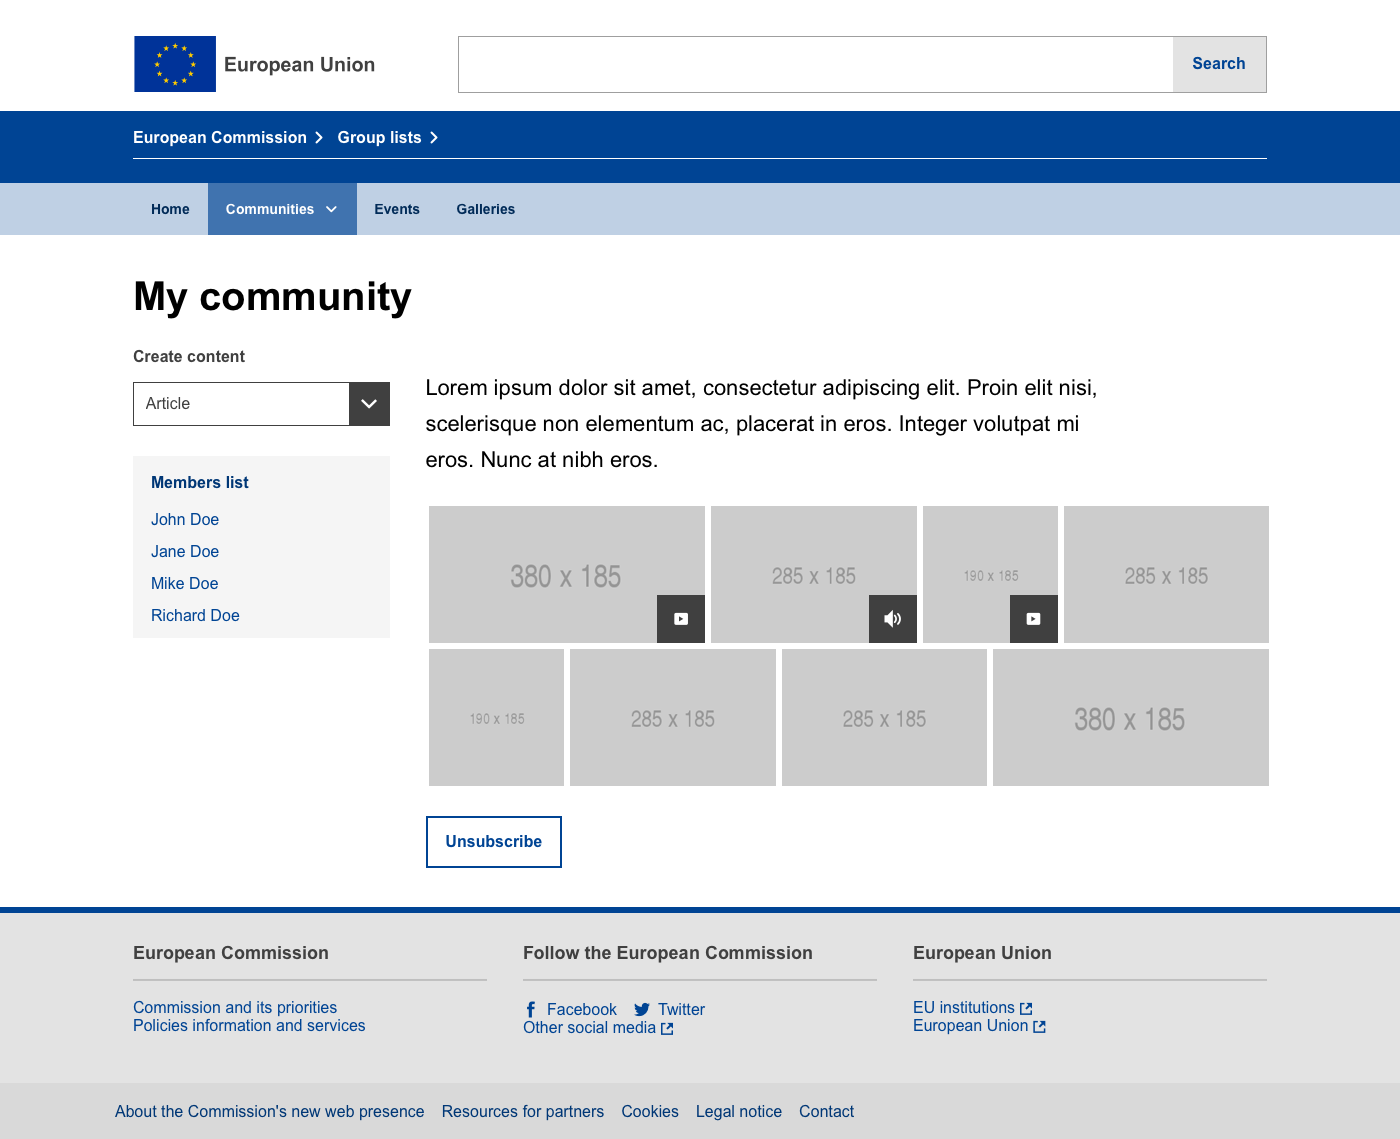 European Union
Search
European Commission
Group lists
Home
Communities
Events
Galleries
My community
Create content
Article
Members list
John Doe
Jane Doe
Mike Doe
Richard Doe
Lorem ipsum dolor sit amet, consectetur adipiscing elit. Proin elit nisi,
scelerisque non elementum ac, placerat in eros. Integer volutpat mi
eros. Nunc at nibh eros.
380 x 185
285 x 185
190 x 185
285 x 185
190 x 185
285 x 185
285 x 185
380 x 185
Unsubscribe
European Commission
Commission and its priorities
Policies information and services
Follow the European Commission
Facebook
Twitter
Other social media
European Union
EU institutions
European Union
About the Commission's new web presence
Resources for partners
Cookies
Legal notice
Contact